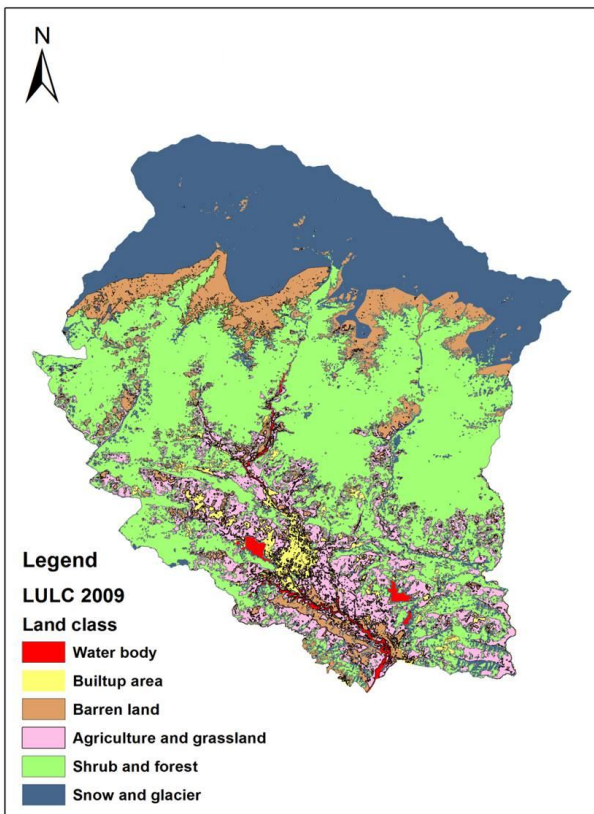 N
Legend
LULC 2009
Land class
Water body
Builtup area
Barren land
Agriculture and grassland
Shrub and forest
Snow and glacier